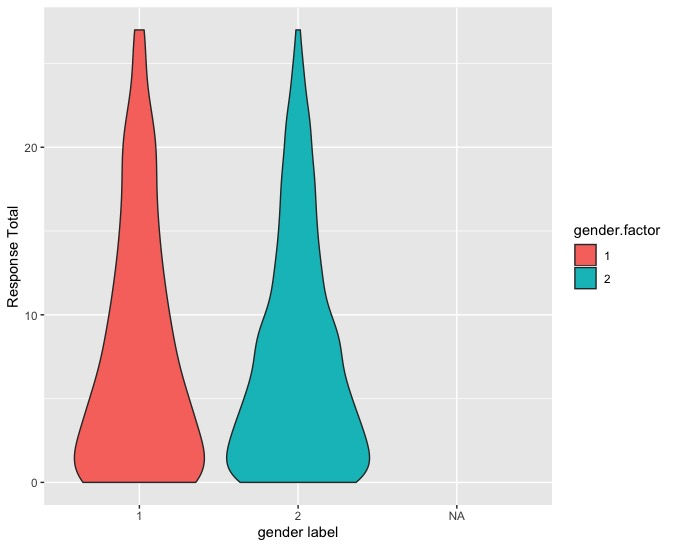 Response Total
20
10
0
1
2
NA
gender label
gender.factor
1
2